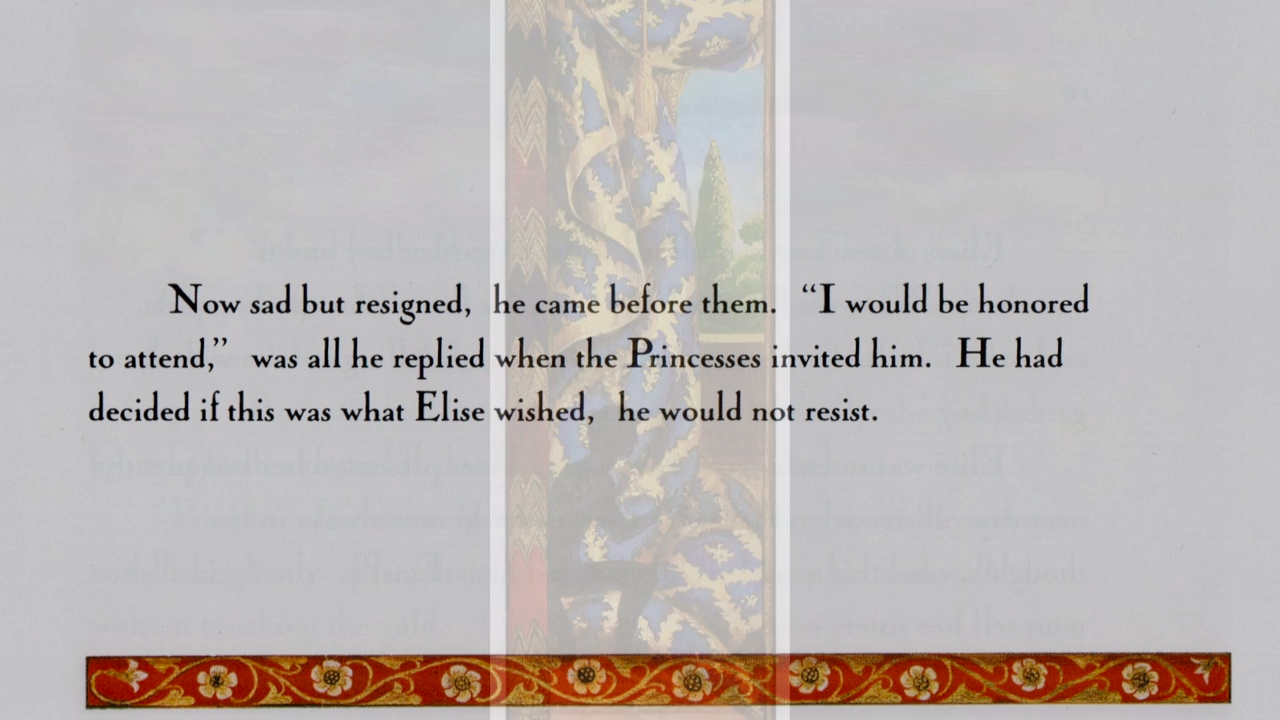 Now sad but resigned, he came before them. “I would be honored
to attend,” was all he replied when the Princesses invited him. He had
decided if this was what Elise wished, he would not resist.